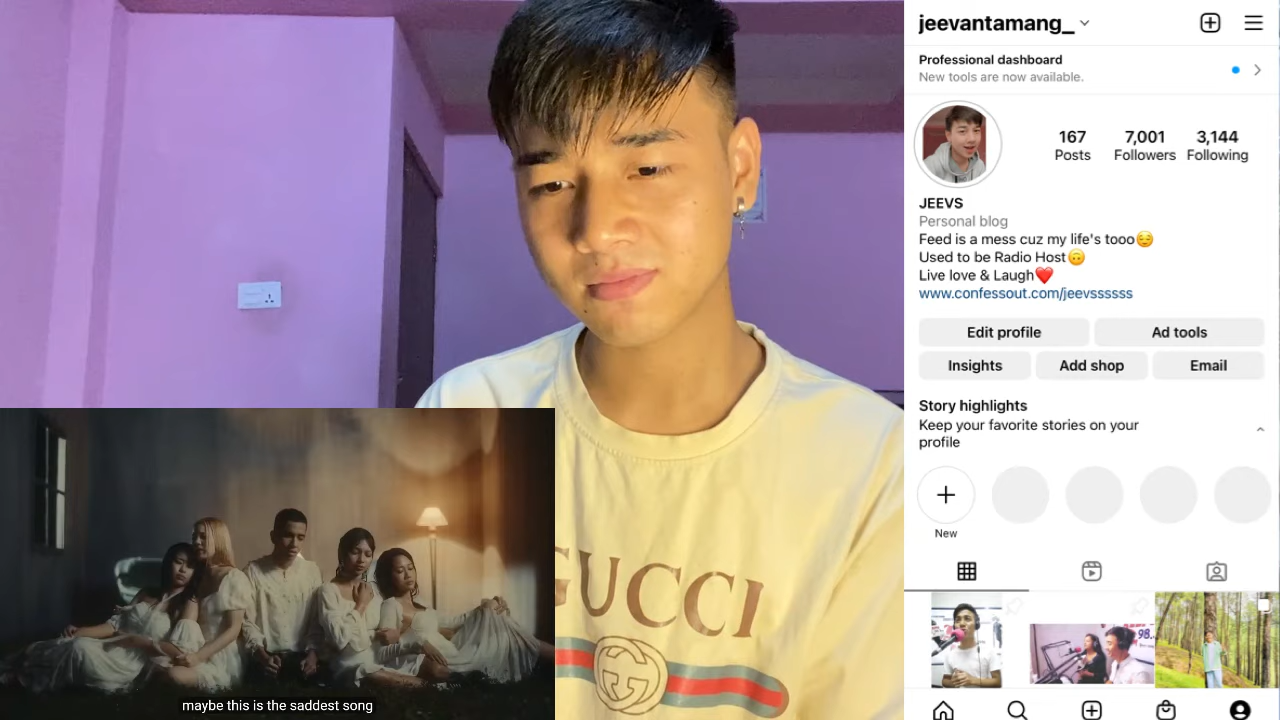 jeevantamang_
Professional dashboard
New tools are now available.
167
7,001
3,144
Posts
Followers
Following
JEEVS
Personal blog
Feed is a mess cuz my life's tooo😌
Used to be Radio Host🙃
Live love & Laugh❤️
www.confessout.com/jeevssssss
Edit profile
Ad tools
Insights
Add shop
Email
Story highlights
Keep your favorite stories on your
profile
New
98.
GUCCI
maybe this is the saddest song